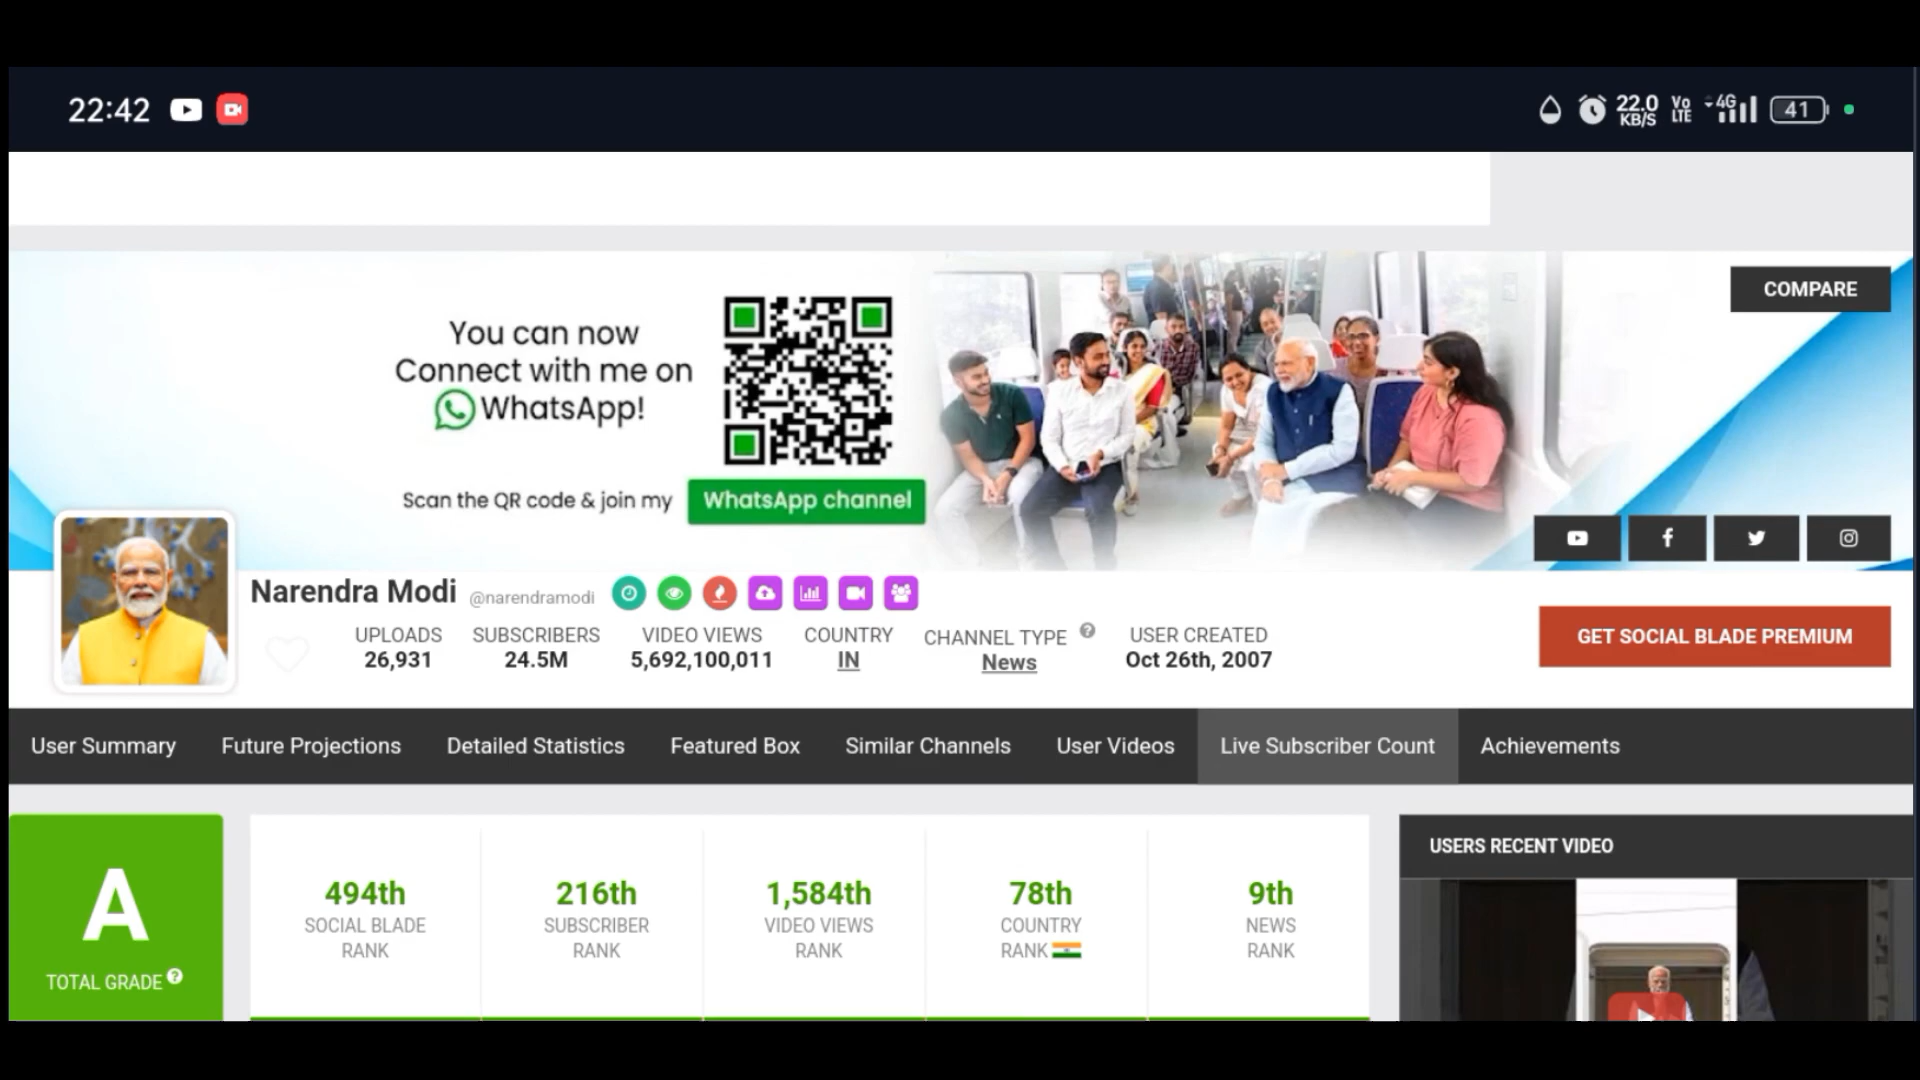 22:42
22.0 KB/S
Vo LTE
4G
41
COMPARE
You can now
Connect with me on
WhatsApp!
Scan the QR code & join my WhatsApp channel
Narendra Modi @narendramodi
UPLOADS
26,931
SUBSCRIBERS
24.5M
VIDEO VIEWS
5,692,100,011
COUNTRY
IN
CHANNEL TYPE ?
News
USER CREATED
Oct 26th, 2007
GET SOCIAL BLADE PREMIUM
User Summary
Future Projections
Detailed Statistics
Featured Box
Similar Channels
User Videos
Live Subscriber Count
Achievements
A
TOTAL GRADE ?
494th
SOCIAL BLADE
RANK
216th
SUBSCRIBER
RANK
1,584th
VIDEO VIEWS
RANK
78th
COUNTRY
RANK
9th
NEWS
RANK
USERS RECENT VIDEO